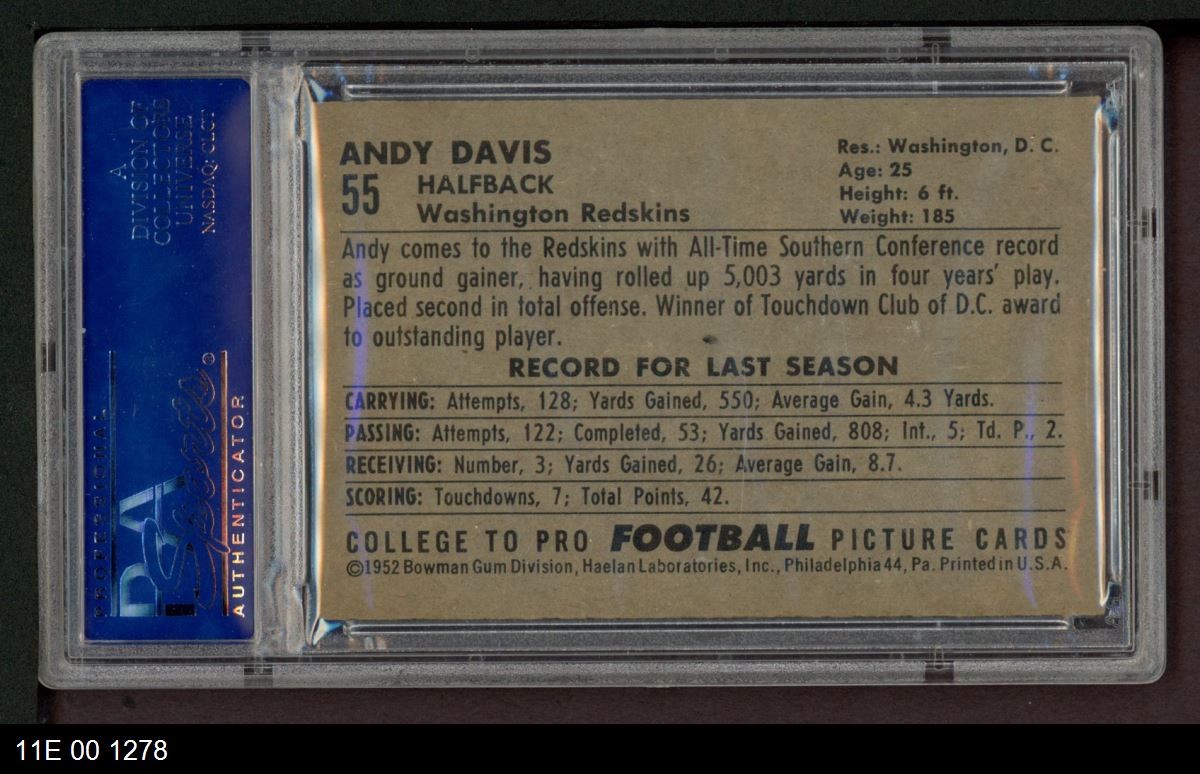 A
DIVISION OF
COLLECTORS
UNIVERSE
NASDAQ: CLCT
PROFESSIONAL
PSA
Sports
AUTHENTICATOR
ANDY DAVIS
55 HALFBACK
Washington Redskins
Res.: Washington, D. C.
Age: 25
Height: 6 ft.
Weight: 185
Andy comes to the Redskins with All-Time Southern Conference record
as ground gainer, having rolled up 5,003 yards in four years' play.
Placed second in total offense. Winner of Touchdown Club of D.C. award
to outstanding player.
RECORD FOR LAST SEASON
CARRYING: Attempts, 128; Yards Gained, 550; Average Gain, 4.3 Yards.
PASSING: Attempts, 122; Completed, 53; Yards Gained, 808; Int., 5; Td. P., 2.
RECEIVING: Number, 3; Yards Gained, 26; Average Gain, 8.7.
SCORING: Touchdowns, 7; Total Points, 42.
COLLEGE TO PRO FOOTBALL PICTURE CARDS
©1952 Bowman Gum Division, Haelan Laboratories, Inc., Philadelphia 44, Pa. Printed in U.S.A.
11E 00 1278